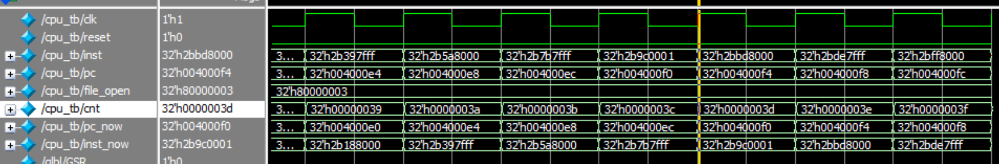 /cpu_tb/clk 1'h1
/cpu_tb/reset 1'h0
/cpu_tb/inst 32'h2bbd8000 3... 32'h2b397fff 32'h2b5a8000 32'h2b7b7fff 32'h2b9c0001 32'h2bbd8000 32'h2bde7fff 32'h2bff8000
/cpu_tb/pc 32'h004000f4 3... 32'h004000e4 32'h004000e8 32'h004000ec 32'h004000f0 32'h004000f4 32'h004000f8 32'h004000fc
/cpu_tb/file_open 32'h80000003 32'h80000003
/cpu_tb/cnt 32'h0000003d 3... 32'h00000039 32'h0000003a 32'h0000003b 32'h0000003c 32'h0000003d 32'h0000003e 32'h0000003f
/cpu_tb/pc_now 32'h004000f0 3... 32'h004000e0 32'h004000e4 32'h004000e8 32'h004000ec 32'h004000f0 32'h004000f4 32'h004000f8
/cpu_tb/inst_now 32'h2b9c0001 3... 32'h2b188000 32'h2b397fff 32'h2b5a8000 32'h2b7b7fff 32'h2b9c0001 32'h2bbd8000 32'h2bde7fff
/glbl/GSR 1'h0